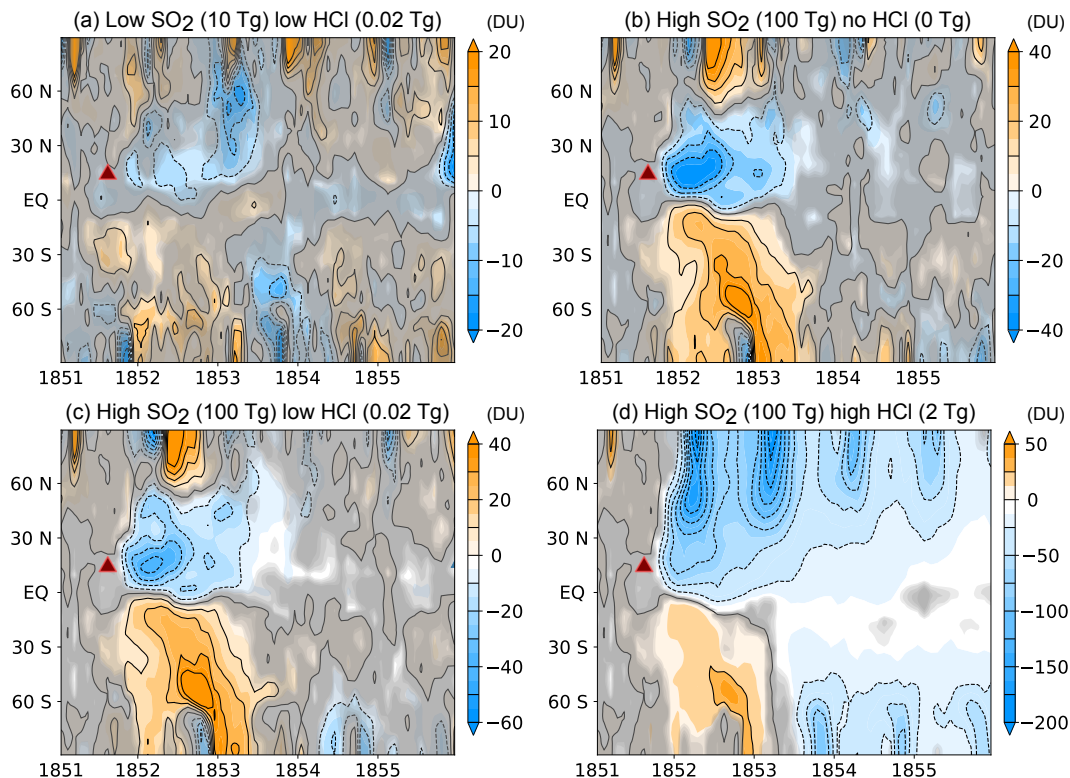 (a) Low SO2 (10 Tg) low HCl (0.02 Tg) (DU)
20
10
0
−10
−20
60 N
30 N
EQ
30 S
60 S
1851 1852 1853 1854 1855
(b) High SO2 (100 Tg) no HCl (0 Tg) (DU)
40
20
0
−20
−40
60 N
30 N
EQ
30 S
60 S
1851 1852 1853 1854 1855
(c) High SO2 (100 Tg) low HCl (0.02 Tg) (DU)
40
20
0
−20
−40
−60
60 N
30 N
EQ
30 S
60 S
1851 1852 1853 1854 1855
(d) High SO2 (100 Tg) high HCl (2 Tg) (DU)
50
0
−50
−100
−150
−200
60 N
30 N
EQ
30 S
60 S
1851 1852 1853 1854 1855